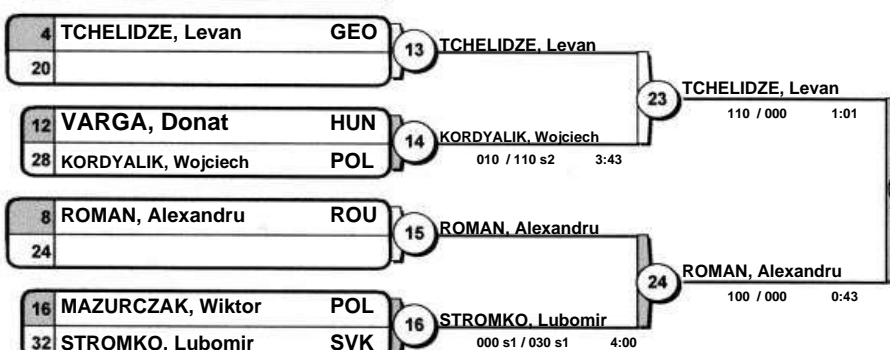 4 TCHELIDZE, Levan GEO
20
13
TCHELIDZE, Levan
12 VARGA, Donat HUN
28 KORDYALIK, Wojciech POL
14
KORDYALIK, Wojciech
010 / 110 s2 3:43
23
TCHELIDZE, Levan
110 / 000 1:01
8 ROMAN, Alexandru ROU
24
15
ROMAN, Alexandru
16 MAZURCZAK, Wiktor POL
32 STROMKO, Lubomir SVK
16
STROMKO, Lubomir
000 s1 / 030 s1 4:00
24
ROMAN, Alexandru
100 / 000 0:43